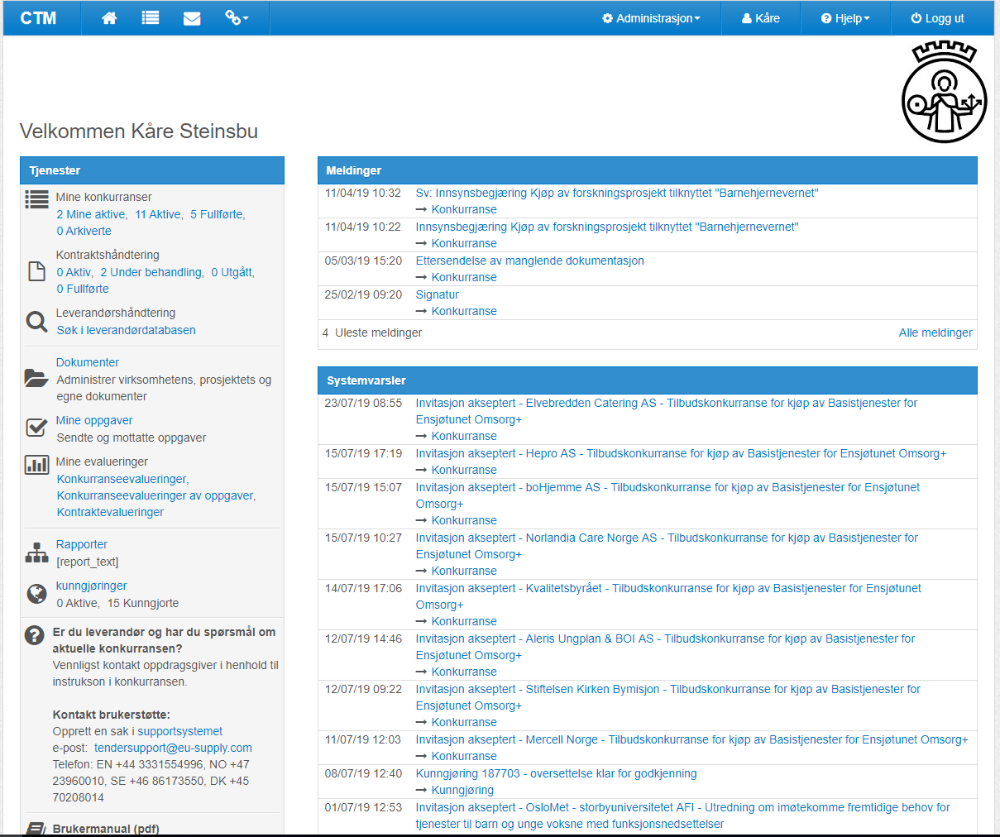 CTM
Administrasjon
Kåre
Hjelp
Logg ut
Velkommen Kåre Steinsbu
Tjenester
Mine konkurranser
2 Mine aktive, 11 Aktive, 5 Fullførte,
0 Arkiverte
Kontraktshåndtering
0 Aktiv, 2 Under behandling, 0 Utgått,
0 Fullførte
Leverandørshåndtering
Søk i leverandørdatabasen
Dokumenter
Administrer virksomhetens, prosjektets og
egne dokumenter
Mine oppgaver
Sendte og mottatte oppgaver
Mine evalueringer
Konkurranseevalueringer,
Konkurranseevalueringer av oppgaver,
Kontraktevalueringer
Rapporter
[report_text]
kunngjøringer
0 Aktive, 15 Kunngjorte
Er du leverandør og har du spørsmål om
aktuelle konkurransen?
Vennligst kontakt oppdragsgiver i henhold til
instrukson i konkurransen.
Kontakt brukerstøtte:
Opprett en sak i supportsystemet
e-post: tendersupport@eu-supply.com
Telefon: EN +44 3331554996, NO +47
23960010, SE +46 86173550, DK +45
70208014
Brukermanual (pdf)
Meldinger
11/04/19 10:32 Sv: Innsynsbegjæring Kjøp av forskningsprosjekt tilknyttet "Barnehjernevernet"
→ Konkurranse
11/04/19 10:22 Innsynsbegjæring Kjøp av forskningsprosjekt tilknyttet "Barnehjernevernet"
→ Konkurranse
05/03/19 15:20 Ettersendelse av manglende dokumentasjon
→ Konkurranse
25/02/19 09:20 Signatur
→ Konkurranse
4 Uleste meldinger Alle meldinger
Systemvarsler
23/07/19 08:55 Invitasjon akseptert - Elvebredden Catering AS - Tilbudskonkurranse for kjøp av Basistjenester for
Ensjøtunet Omsorg+
→ Konkurranse
15/07/19 17:19 Invitasjon akseptert - Hepro AS - Tilbudskonkurranse for kjøp av Basistjenester for Ensjøtunet Omsorg+
→ Konkurranse
15/07/19 15:07 Invitasjon akseptert - boHjemme AS - Tilbudskonkurranse for kjøp av Basistjenester for Ensjøtunet
Omsorg+
→ Konkurranse
15/07/19 10:27 Invitasjon akseptert - Norlandia Care Norge AS - Tilbudskonkurranse for kjøp av Basistjenester for
Ensjøtunet Omsorg+
→ Konkurranse
14/07/19 17:06 Invitasjon akseptert - Kvalitetsbyrået - Tilbudskonkurranse for kjøp av Basistjenester for Ensjøtunet
Omsorg+
→ Konkurranse
12/07/19 14:46 Invitasjon akseptert - Aleris Ungplan & BOI AS - Tilbudskonkurranse for kjøp av Basistjenester for
Ensjøtunet Omsorg+
→ Konkurranse
12/07/19 09:22 Invitasjon akseptert - Stiftelsen Kirken Bymisjon - Tilbudskonkurranse for kjøp av Basistjenester for
Ensjøtunet Omsorg+
→ Konkurranse
11/07/19 12:03 Invitasjon akseptert - Mercell Norge - Tilbudskonkurranse for kjøp av Basistjenester for Ensjøtunet Omsorg+
→ Konkurranse
08/07/19 12:40 Kunngjøring 187703 - oversettelse klar for godkjenning
→ Kunngjøring
01/07/19 12:53 Invitasjon akseptert - OsloMet - storbyuniversitetet AFI - Utredning om imøtekomme fremtidige behov for
tjenester til barn og unge voksne med funksjonsnedsettelser